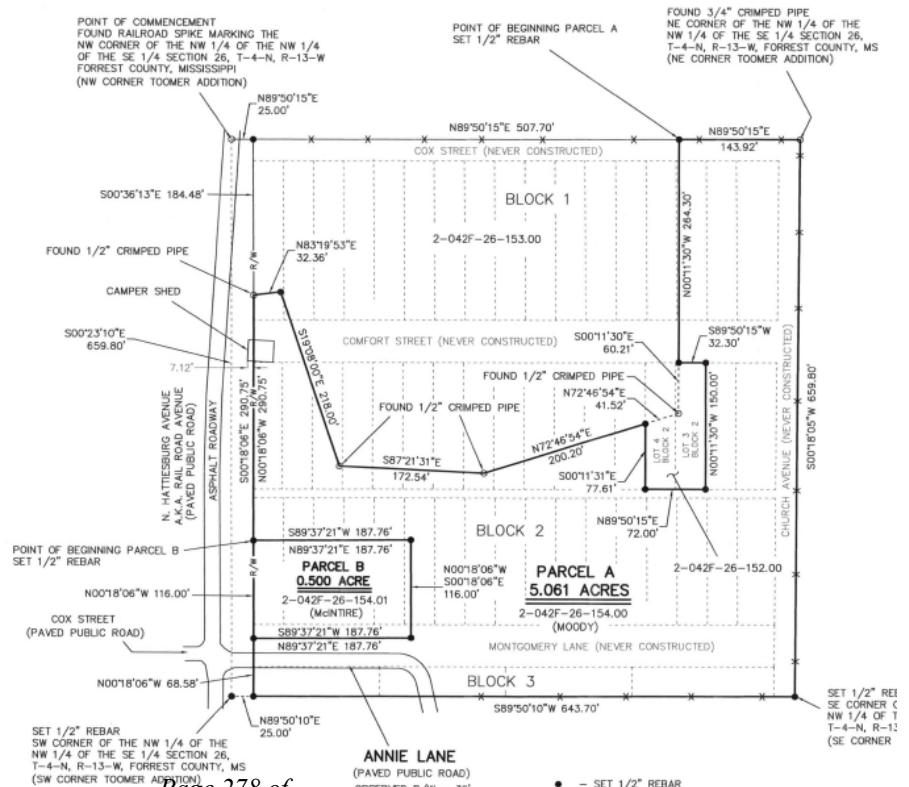 POINT OF COMMENCEMENT
FOUND RAILROAD SPIKE MARKING THE
NW CORNER OF THE NW 1/4 OF THE NW 1/4
OF THE SE 1/4 SECTION 26,
T-4-N, R-13-W, FORREST COUNTY, MISSISSIPPI
(NW CORNER TOOMER ADDITION)
POINT OF BEGINNING PARCEL A
SET 1/2" REBAR
FOUND 3/4" CRIMPED PIPE
NE CORNER OF THE NW 1/4 OF THE
NW 1/4 OF THE SE 1/4 SECTION 26,
T-4-N, R-13-W, FORREST COUNTY, MS
(NE CORNER TOOMER ADDITION)
N89°50'15"E
25.00'
N89°50'15"E 507.70'
N89°50'15"E
143.92'
COX STREET (NEVER CONSTRUCTED)
S00°36'13"E 184.48'
BLOCK 1
2-042F-26-153.00
N00°11'30"W 264.30'
FOUND 1/2" CRIMPED PIPE
R/W
N83°19'53"E
32.36'
CAMPER SHED
S00°23'10"E
659.80'
7.12'
S19°08'00"E 218.00'
COMFORT STREET (NEVER CONSTRUCTED)
S00°11'30"E
60.21'
S89°50'15"W
32.30'
FOUND 1/2" CRIMPED PIPE
N72°46'54"E
41.52'
N00°11'30"W 150.00'
CHURCH AVENUE (NEVER CONSTRUCTED)
S00°18'05"W 659.80'
R/W
S00°18'06"E 290.75'
N00°18'06"W 290.75'
FOUND 1/2" CRIMPED PIPE
N72°46'54"E
200.20'
LOT 4
BLOCK 2
LOT 3
BLOCK 2
S87°21'31"E
172.54'
S00°11'31"E
77.61'
N89°50'15"E
72.00'
N. HATTIESBURG AVENUE
A.K.A. RAIL ROAD AVENUE
(PAVED PUBLIC ROAD)
ASPHALT ROADWAY
BLOCK 2
2-042F-26-152.00
POINT OF BEGINNING PARCEL B
SET 1/2" REBAR
S89°37'21"W 187.76'
N89°37'21"E 187.76'
R/W
PARCEL B
0.500 ACRE
2-042F-26-154.01
(McINTIRE)
N00°18'06"W
S00°18'06"E
116.00'
PARCEL A
5.061 ACRES
2-042F-26-154.00
(MOODY)
N00°18'06"W 116.00'
COX STREET
(PAVED PUBLIC ROAD)
S89°37'21"W 187.76'
N89°37'21"E 187.76'
MONTGOMERY LANE (NEVER CONSTRUCTED)
N00°18'06"W 68.58'
BLOCK 3
S89°50'10"W 643.70'
N89°50'10"E
25.00'
SET 1/2" REBAR
SW CORNER OF THE NW 1/4 OF THE
NW 1/4 OF THE SE 1/4 SECTION 26,
T-4-N, R-13-W, FORREST COUNTY, MS
(SW CORNER TOOMER ADDITION)
SET 1/2" RE
SE CORNER
NW 1/4 OF
T-4-N, R-1
(SE CORNER
ANNIE LANE
(PAVED PUBLIC ROAD)
● - SET 1/2" REBAR
Page 278 of